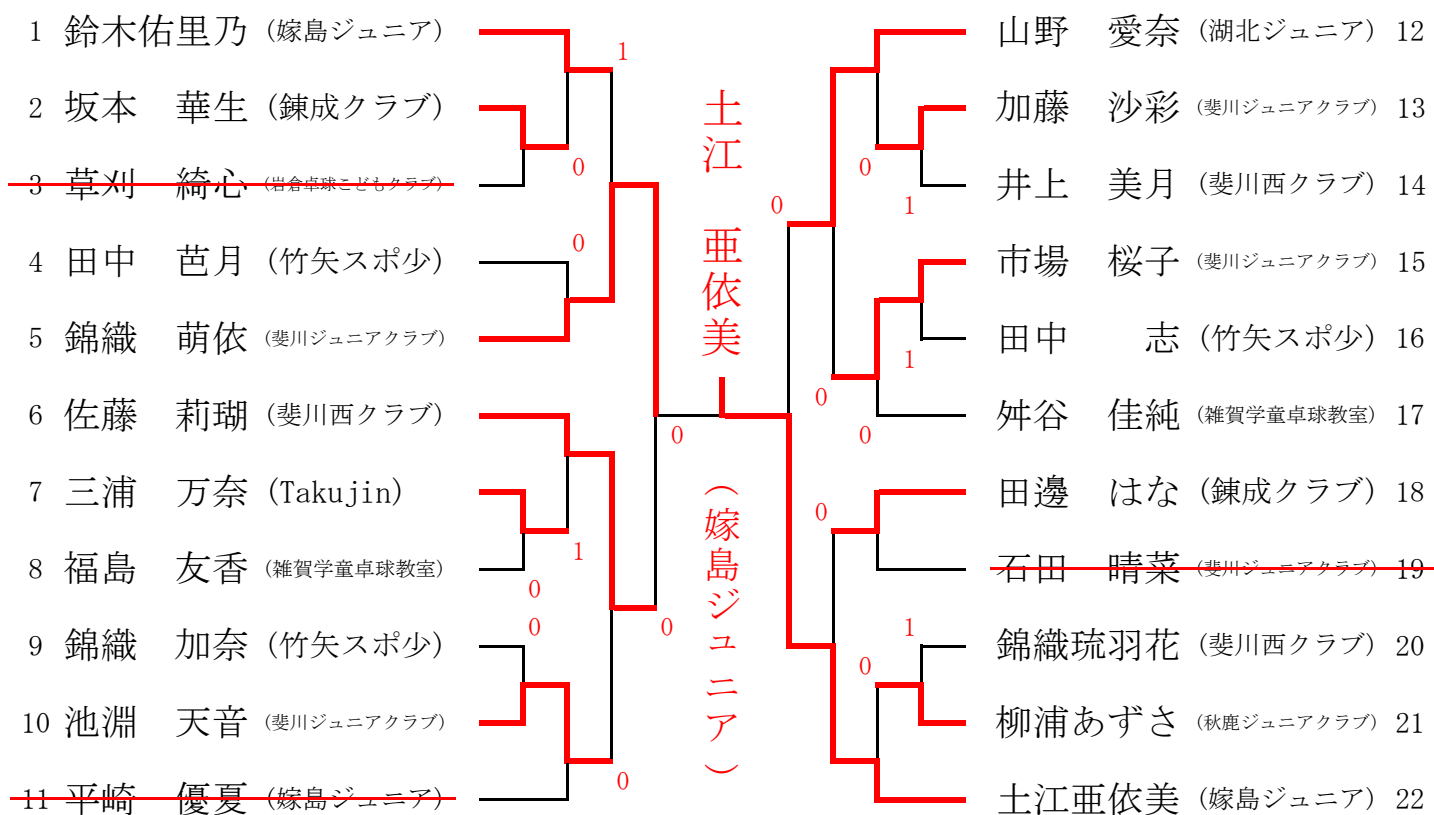 1 鈴木佑里乃 (嫁島ジュニア)
2 坂本　華生 (錬成クラブ)
3 草刈　綺心 (岩倉卓球こどもクラブ)
4 田中　芭月 (竹矢スポ少)
5 錦織　萌依 (斐川ジュニアクラブ)
6 佐藤　莉瑚 (斐川西クラブ)
7 三浦　万奈 (Takujin)
8 福島　友香 (雑賀学童卓球教室)
9 錦織　加奈 (竹矢スポ少)
10 池淵　天音 (斐川ジュニアクラブ)
11 平崎　優夏 (嫁島ジュニア)
1
0
0
1
0
0
0
0
0
土江　亜依美
(嫁島ジュニア)
0
0
1
1
0
0
0
1
0
山野　愛奈 (湖北ジュニア) 12
加藤　沙彩 (斐川ジュニアクラブ) 13
井上　美月 (斐川西クラブ) 14
市場　桜子 (斐川ジュニアクラブ) 15
田中　　志 (竹矢スポ少) 16
舛谷　佳純 (雑賀学童卓球教室) 17
田邊　はな (錬成クラブ) 18
石田　晴菜 (斐川ジュニアクラブ) 19
錦織琉羽花 (斐川西クラブ) 20
柳浦あずさ (秋鹿ジュニアクラブ) 21
土江亜依美 (嫁島ジュニア) 22